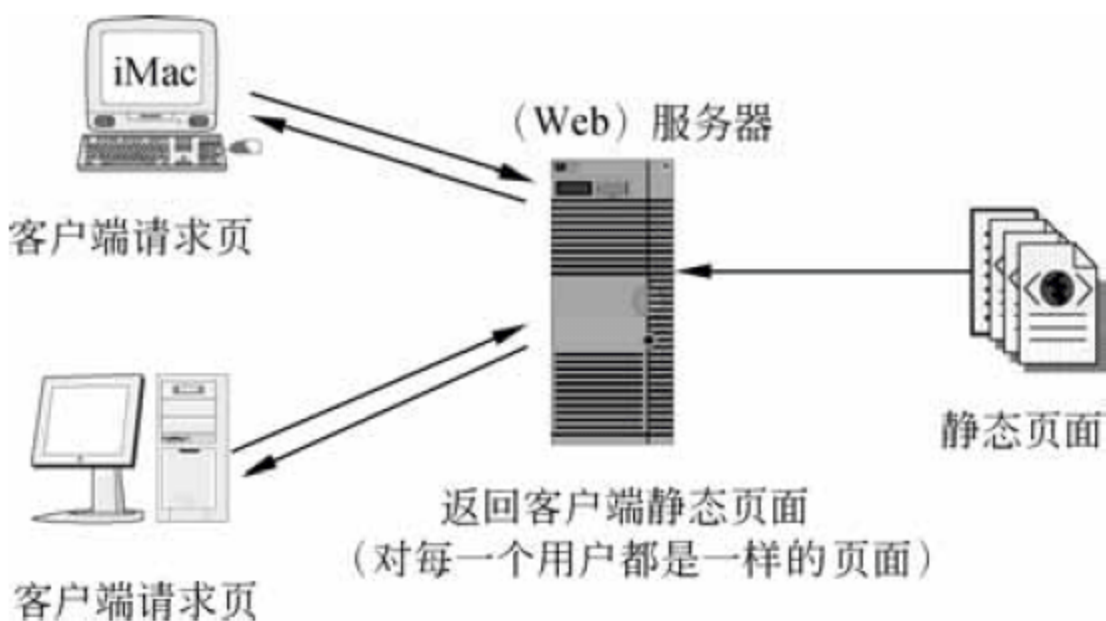 iMac
(Web)服务器
客户端请求页
静态页面
返回客户端静态页面
(对每一个用户都是一样的页面)
客户端请求页